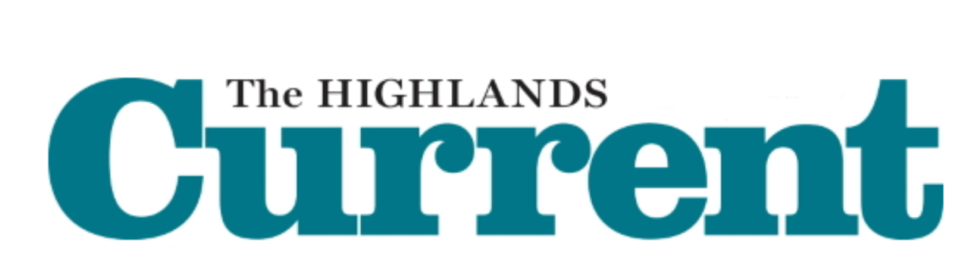 The HIGHLANDS
Current